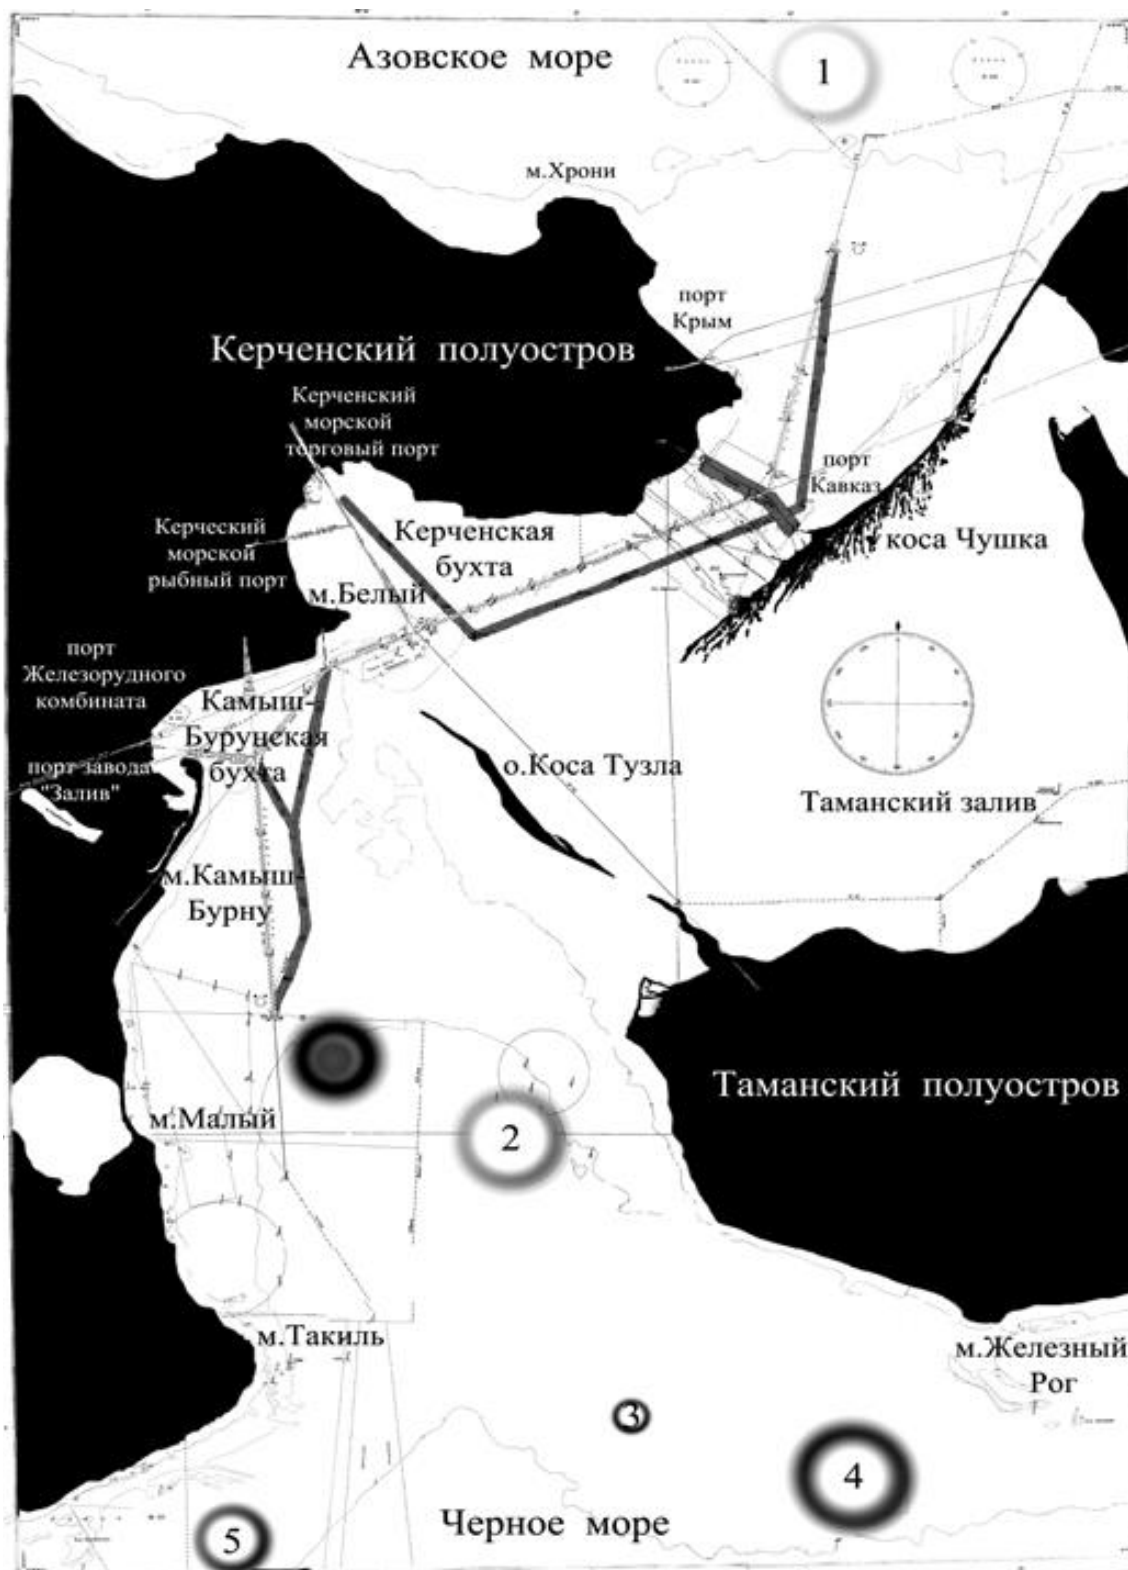 Азовское море
1
м.Хрони
порт
Крым
Керченский полуостров
Керченский
морской
торговый порт
порт
Кавказ
Керческий
морской
рыбный порт
Керченская
бухта
коса Чушка
м.Белый
порт
Железорудного
комбината
Камыш-
Бурунская
бухта
порт завода
"Залив"
о.Коса Тузла
Таманский залив
м.Камыш-
Бурну
Таманский полуостров
м.Малый
2
м.Такиль
м.Железный
Рог
3
4
Черное море
5